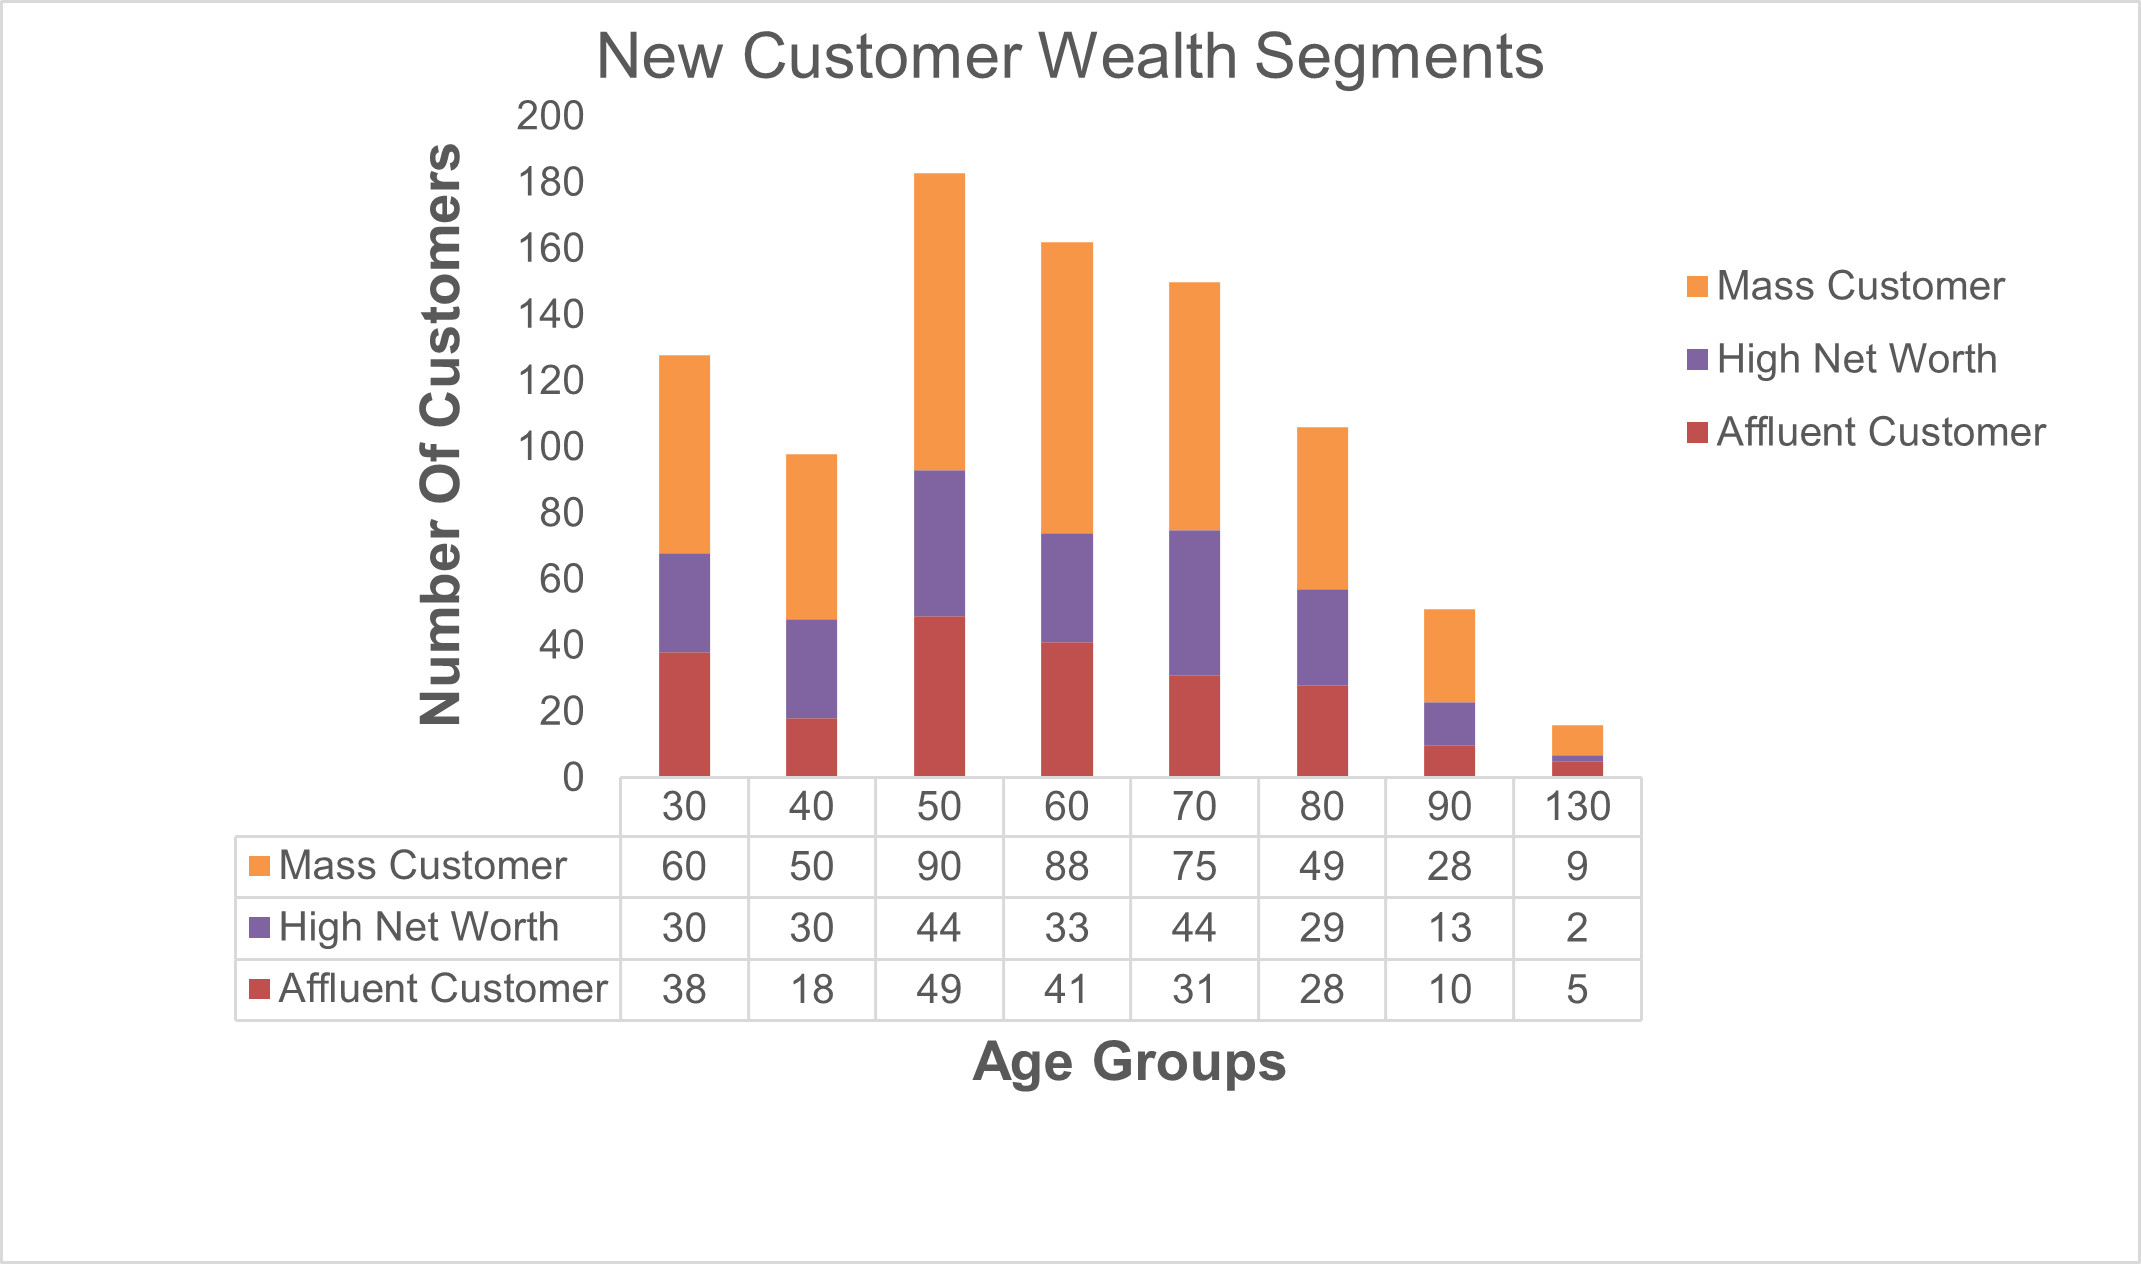 New Customer Wealth Segments
Number Of Customers
200
180
160
140
120
100
80
60
40
20
0
Mass Customer
High Net Worth
Affluent Customer
30 40 50 60 70 80 90 130
Mass Customer 60 50 90 88 75 49 28 9
High Net Worth 30 30 44 33 44 29 13 2
Affluent Customer 38 18 49 41 31 28 10 5
Age Groups